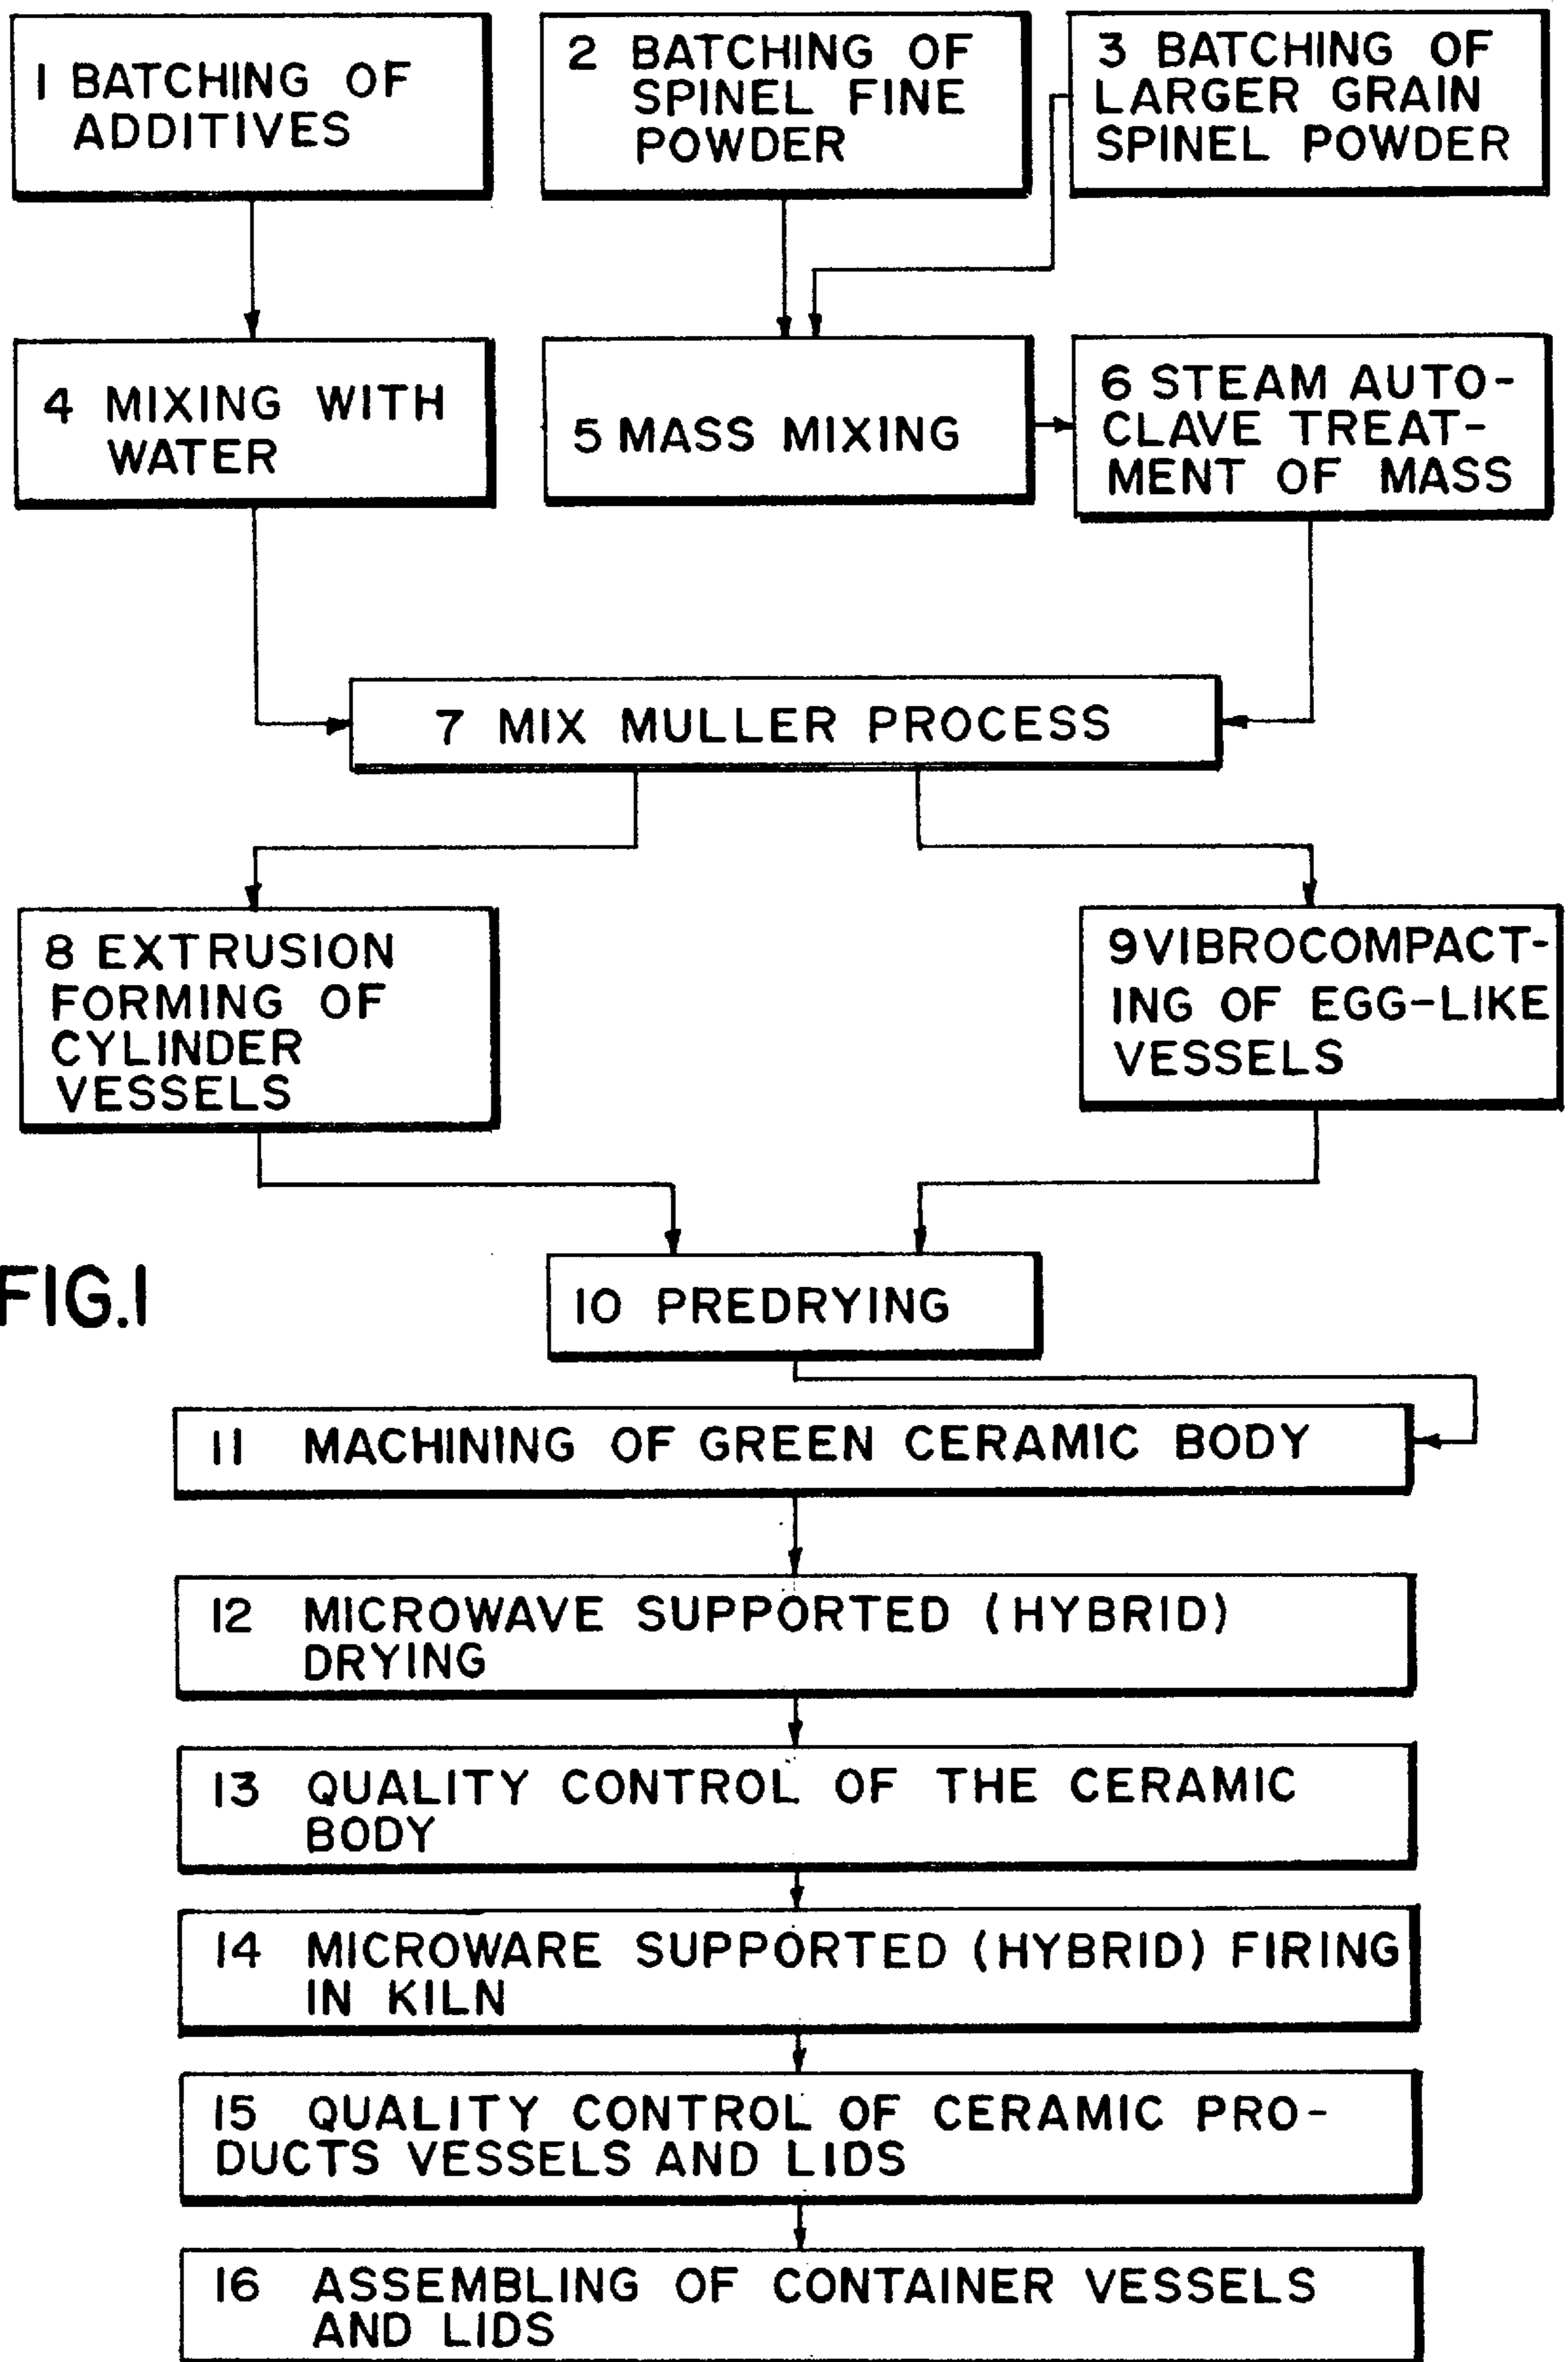 1 BATCHING OF
ADDITIVES
2 BATCHING OF
SPINEL FINE
POWDER
3 BATCHING OF
LARGER GRAIN
SPINEL POWDER
4 MIXING WITH
WATER
5 MASS MIXING
6 STEAM AUTO-
CLAVE TREAT-
MENT OF MASS
7 MIX MULLER PROCESS
8 EXTRUSION
FORMING OF
CYLINDER
VESSELS
9 VIBROCOMPACT-
ING OF EGG-LIKE
VESSELS
FIG.1
10 PREDRYING
11 MACHINING OF GREEN CERAMIC BODY
12 MICROWAVE SUPPORTED (HYBRID)
DRYING
13 QUALITY CONTROL OF THE CERAMIC
BODY
14 MICROWARE SUPPORTED (HYBRID) FIRING
IN KILN
15 QUALITY CONTROL OF CERAMIC PRO-
DUCTS VESSELS AND LIDS
16 ASSEMBLING OF CONTAINER VESSELS
AND LIDS